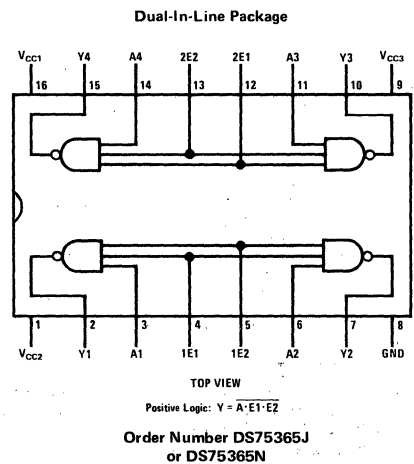 Dual-In-Line Package
VCC1 Y4 A4 2E2 2E1 A3 Y3 VCC3
16 15 14 13 12 11 10 9
1 2 3 4 5 6 7 8
VCC2 Y1 A1 1E1 1E2 A2 Y2 GND
TOP VIEW
Positive Logic: Y = A·E1·E2
Order Number DS75365J
or DS75365N